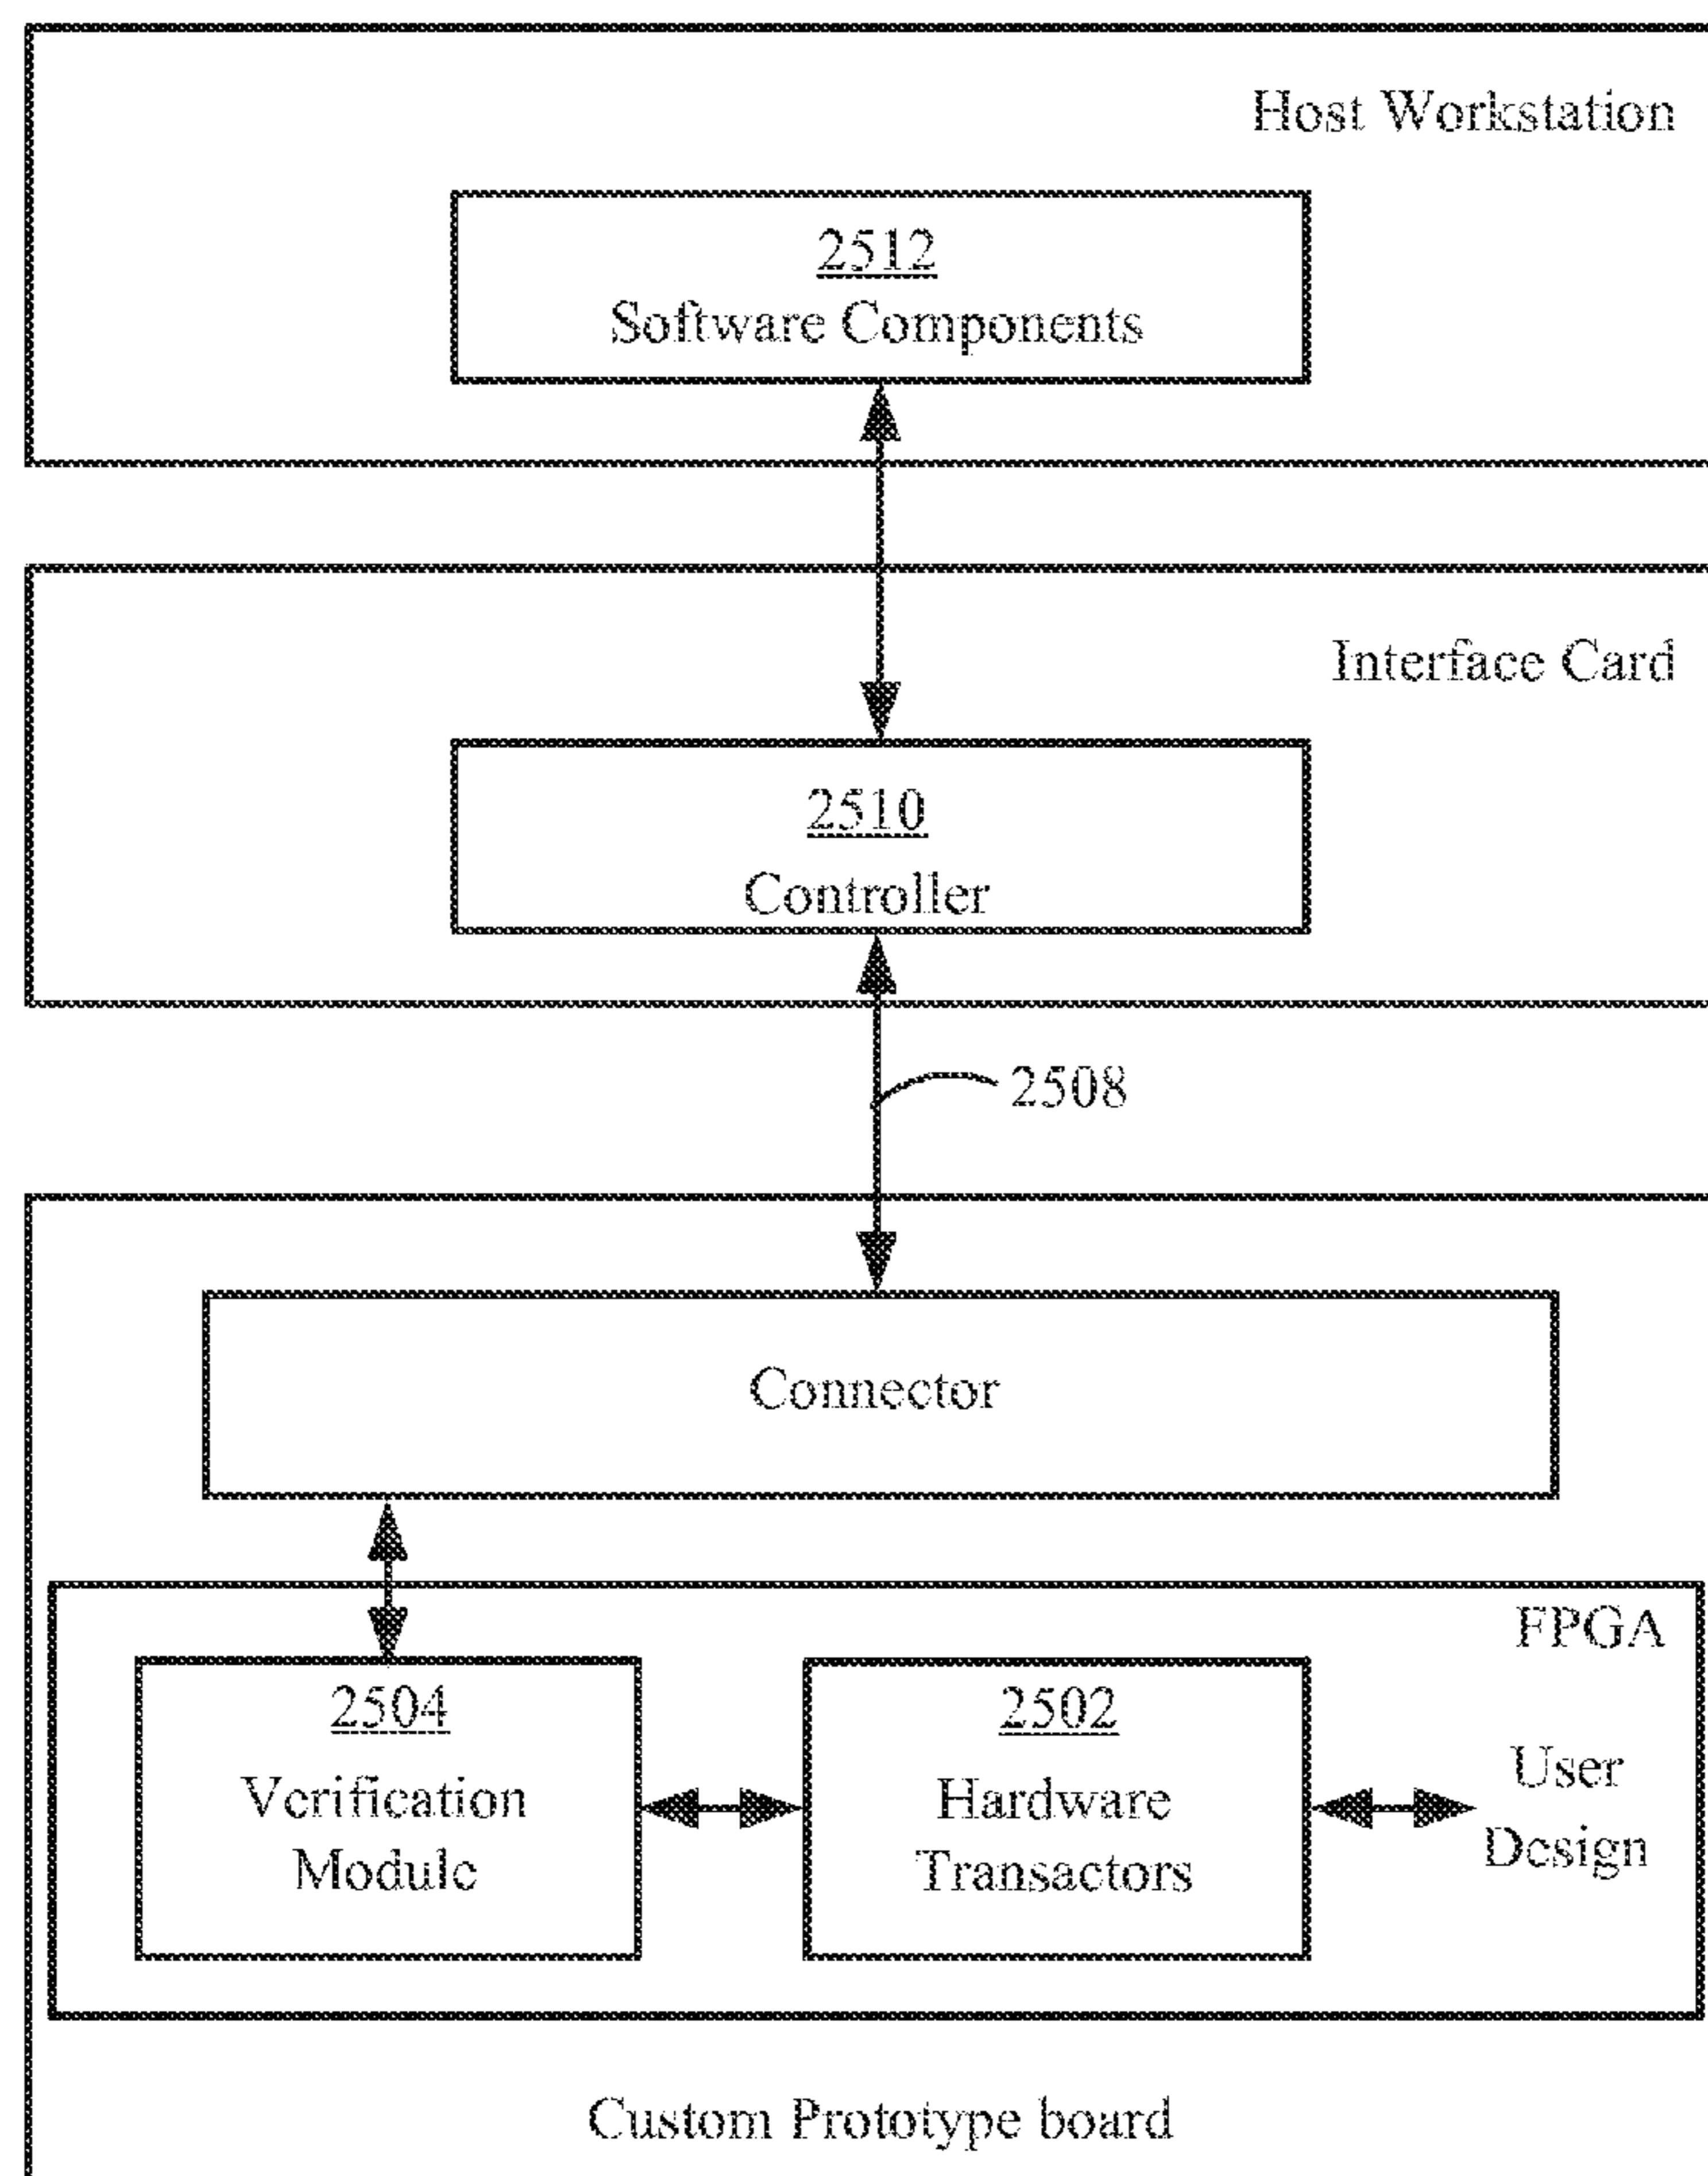 Host Workstation
2512
Software Components
Interface Card
2510
Controller
2508
Connector
FPGA
2504
Verification
Module
2502
Hardware
Transactors
User
Design
Custom Prototype board